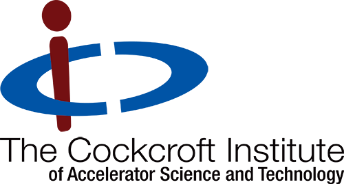 The Cockcroft Institute
of Accelerator Science and Technology